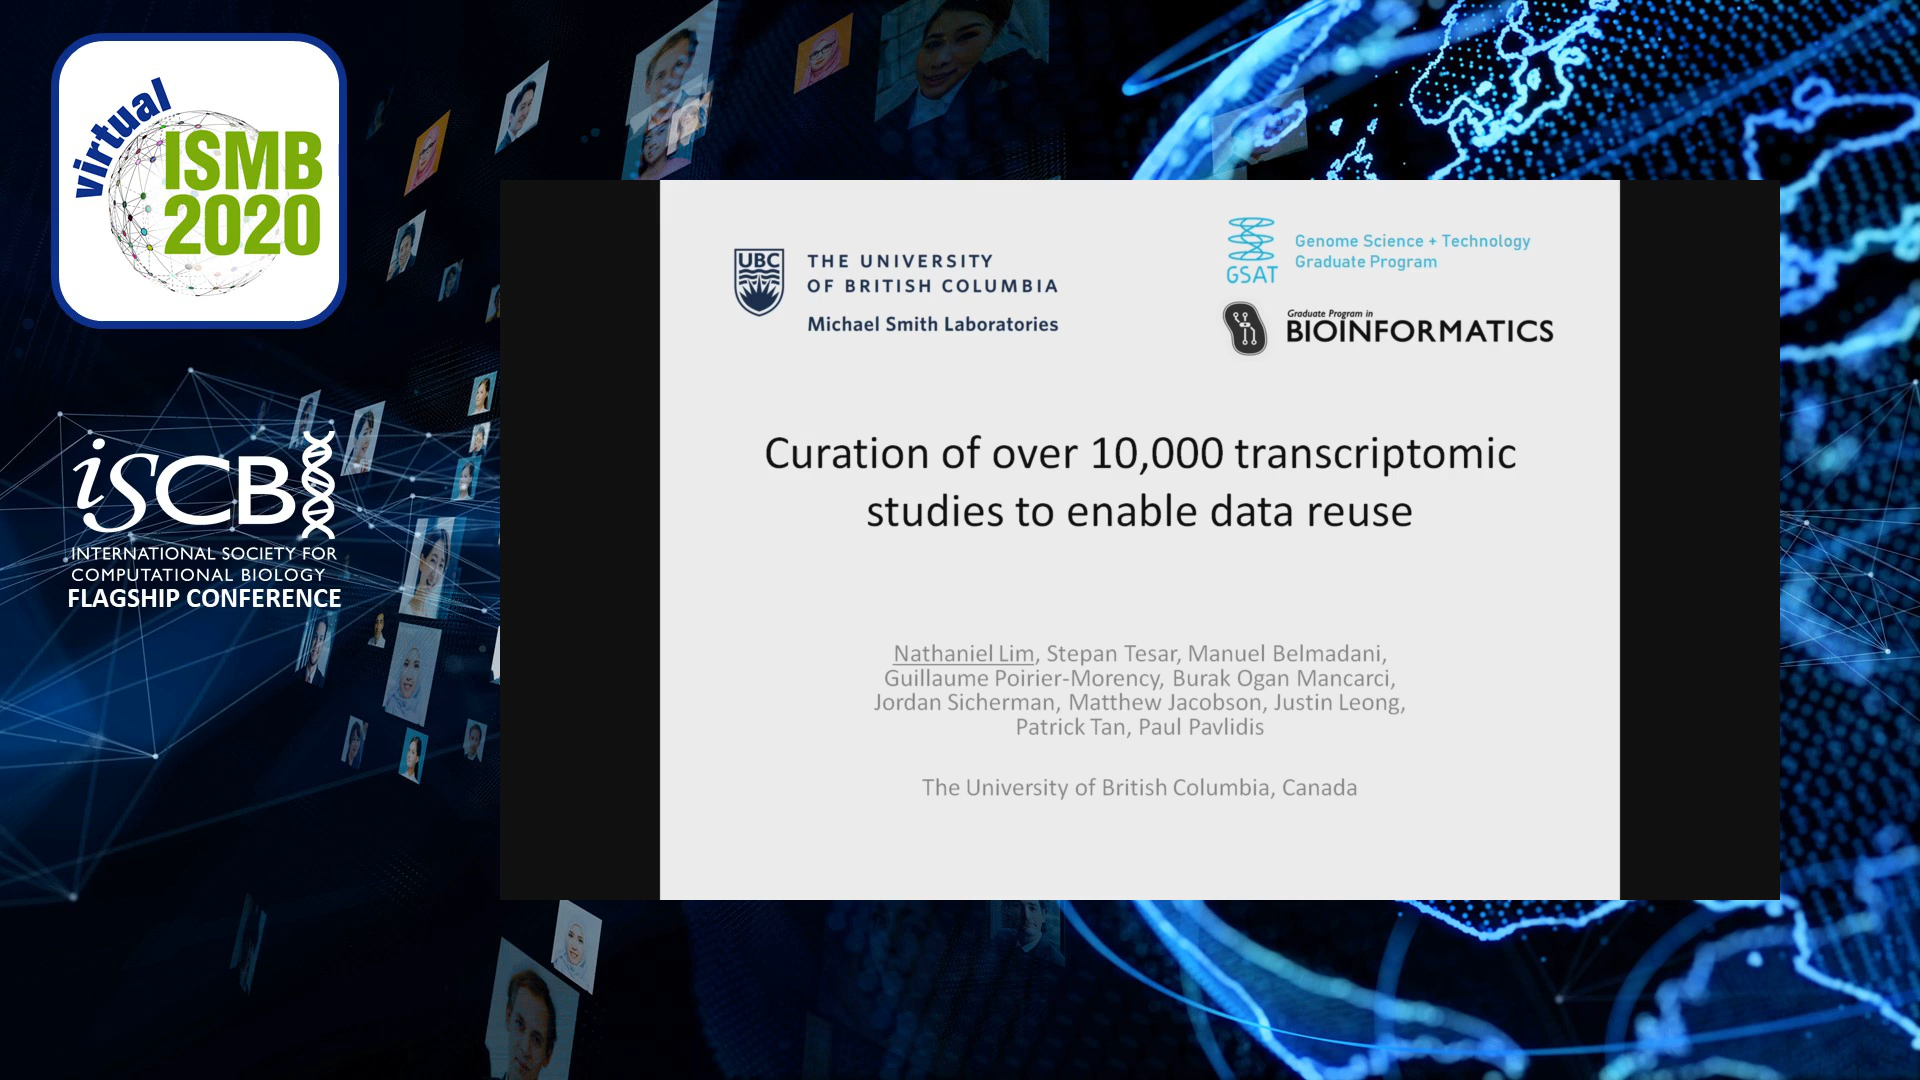 virtual
ISMB
2020
iSCB
INTERNATIONAL SOCIETY FOR
COMPUTATIONAL BIOLOGY
FLAGSHIP CONFERENCE
UBC
THE UNIVERSITY
OF BRITISH COLUMBIA
Michael Smith Laboratories
GSAT
Genome Science + Technology
Graduate Program
Graduate Program in
BIOINFORMATICS
Curation of over 10,000 transcriptomic
studies to enable data reuse
Nathaniel Lim, Stepan Tesar, Manuel Belmadani,
Guillaume Poirier-Morency, Burak Ogan Mancarci,
Jordan Sicherman, Matthew Jacobson, Justin Leong,
Patrick Tan, Paul Pavlidis
The University of British Columbia, Canada